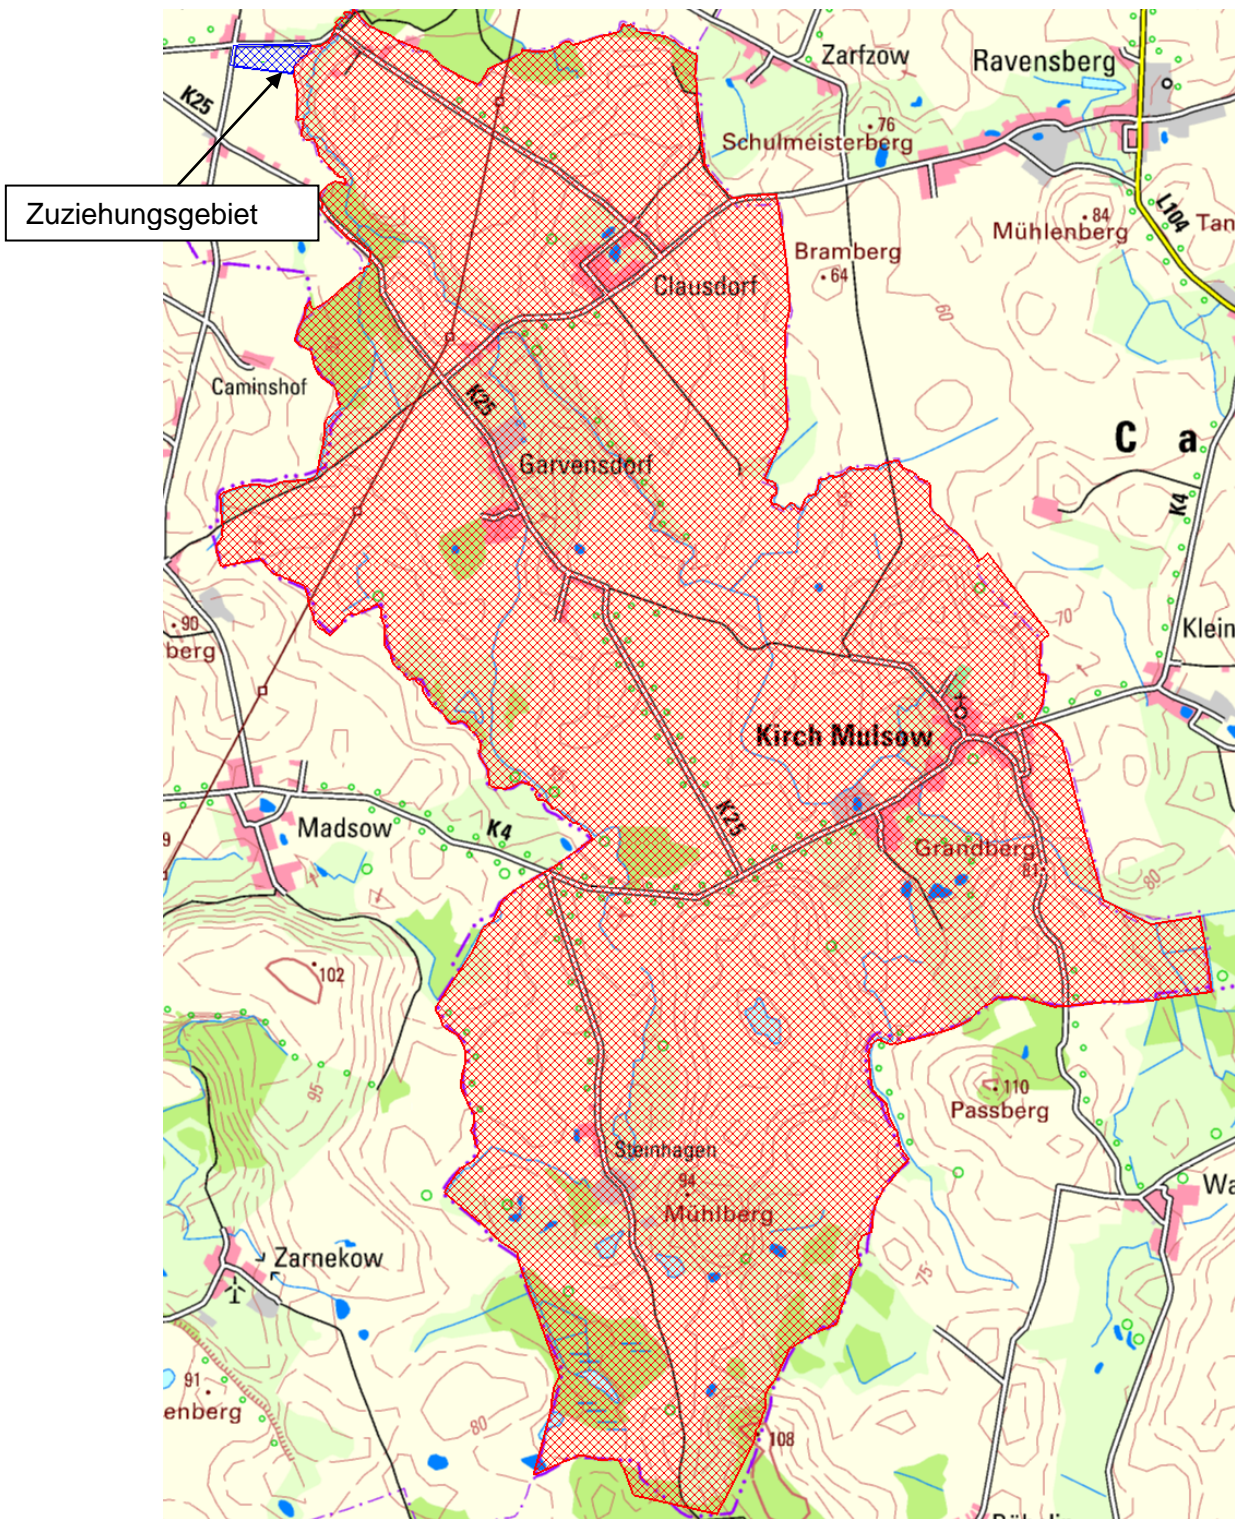 Zarfzow
Ravensberg
K25
76
Schulmeisterberg
Zuziehungsgebiet
84
Mühlenberg
L104
Tan
Bramberg
64
Clausdorf
60
Caminshof
K25
C a
Garvensdorf
K4
90
berg
70
Klein
Kirch Mulsow
K25
Madsow
K4
9
Grandberg
81
80
102
95
110
Passberg
Steinhagen
94
Mühlberg
Wa
Zarnekow
75
91
enberg
80
108